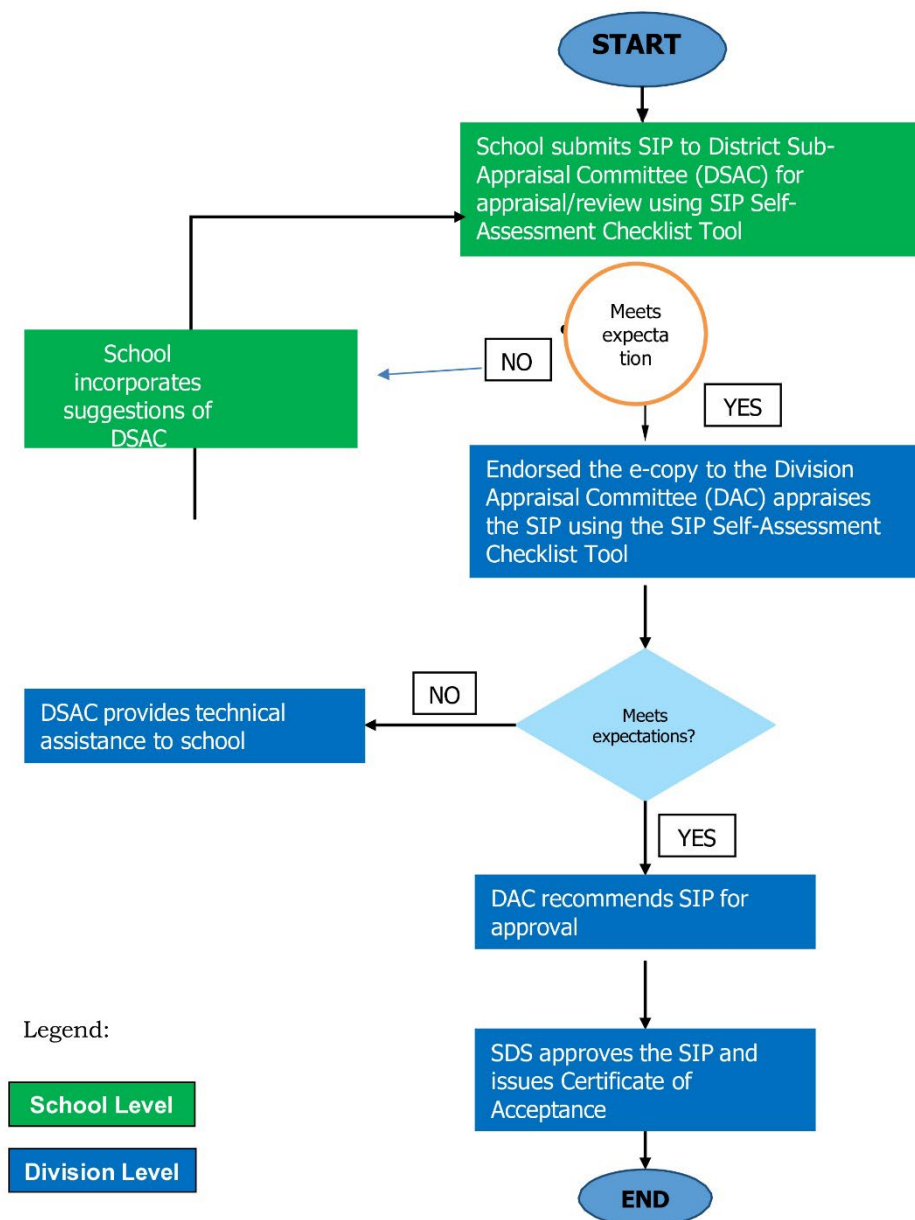 START
School submits SIP to District Sub-
Appraisal Committee (DSAC) for
appraisal/review using SIP Self-
Assessment Checklist Tool
Meets
expecta
tion
NO
School
incorporates
suggestions of
DSAC
YES
Endorsed the e-copy to the Division
Appraisal Committee (DAC) appraises
the SIP using the SIP Self-Assessment
Checklist Tool
NO
DSAC provides technical
assistance to school
Meets
expectations?
YES
DAC recommends SIP for
approval
Legend:
SDS approves the SIP and
issues Certificate of
Acceptance
School Level
Division Level
END